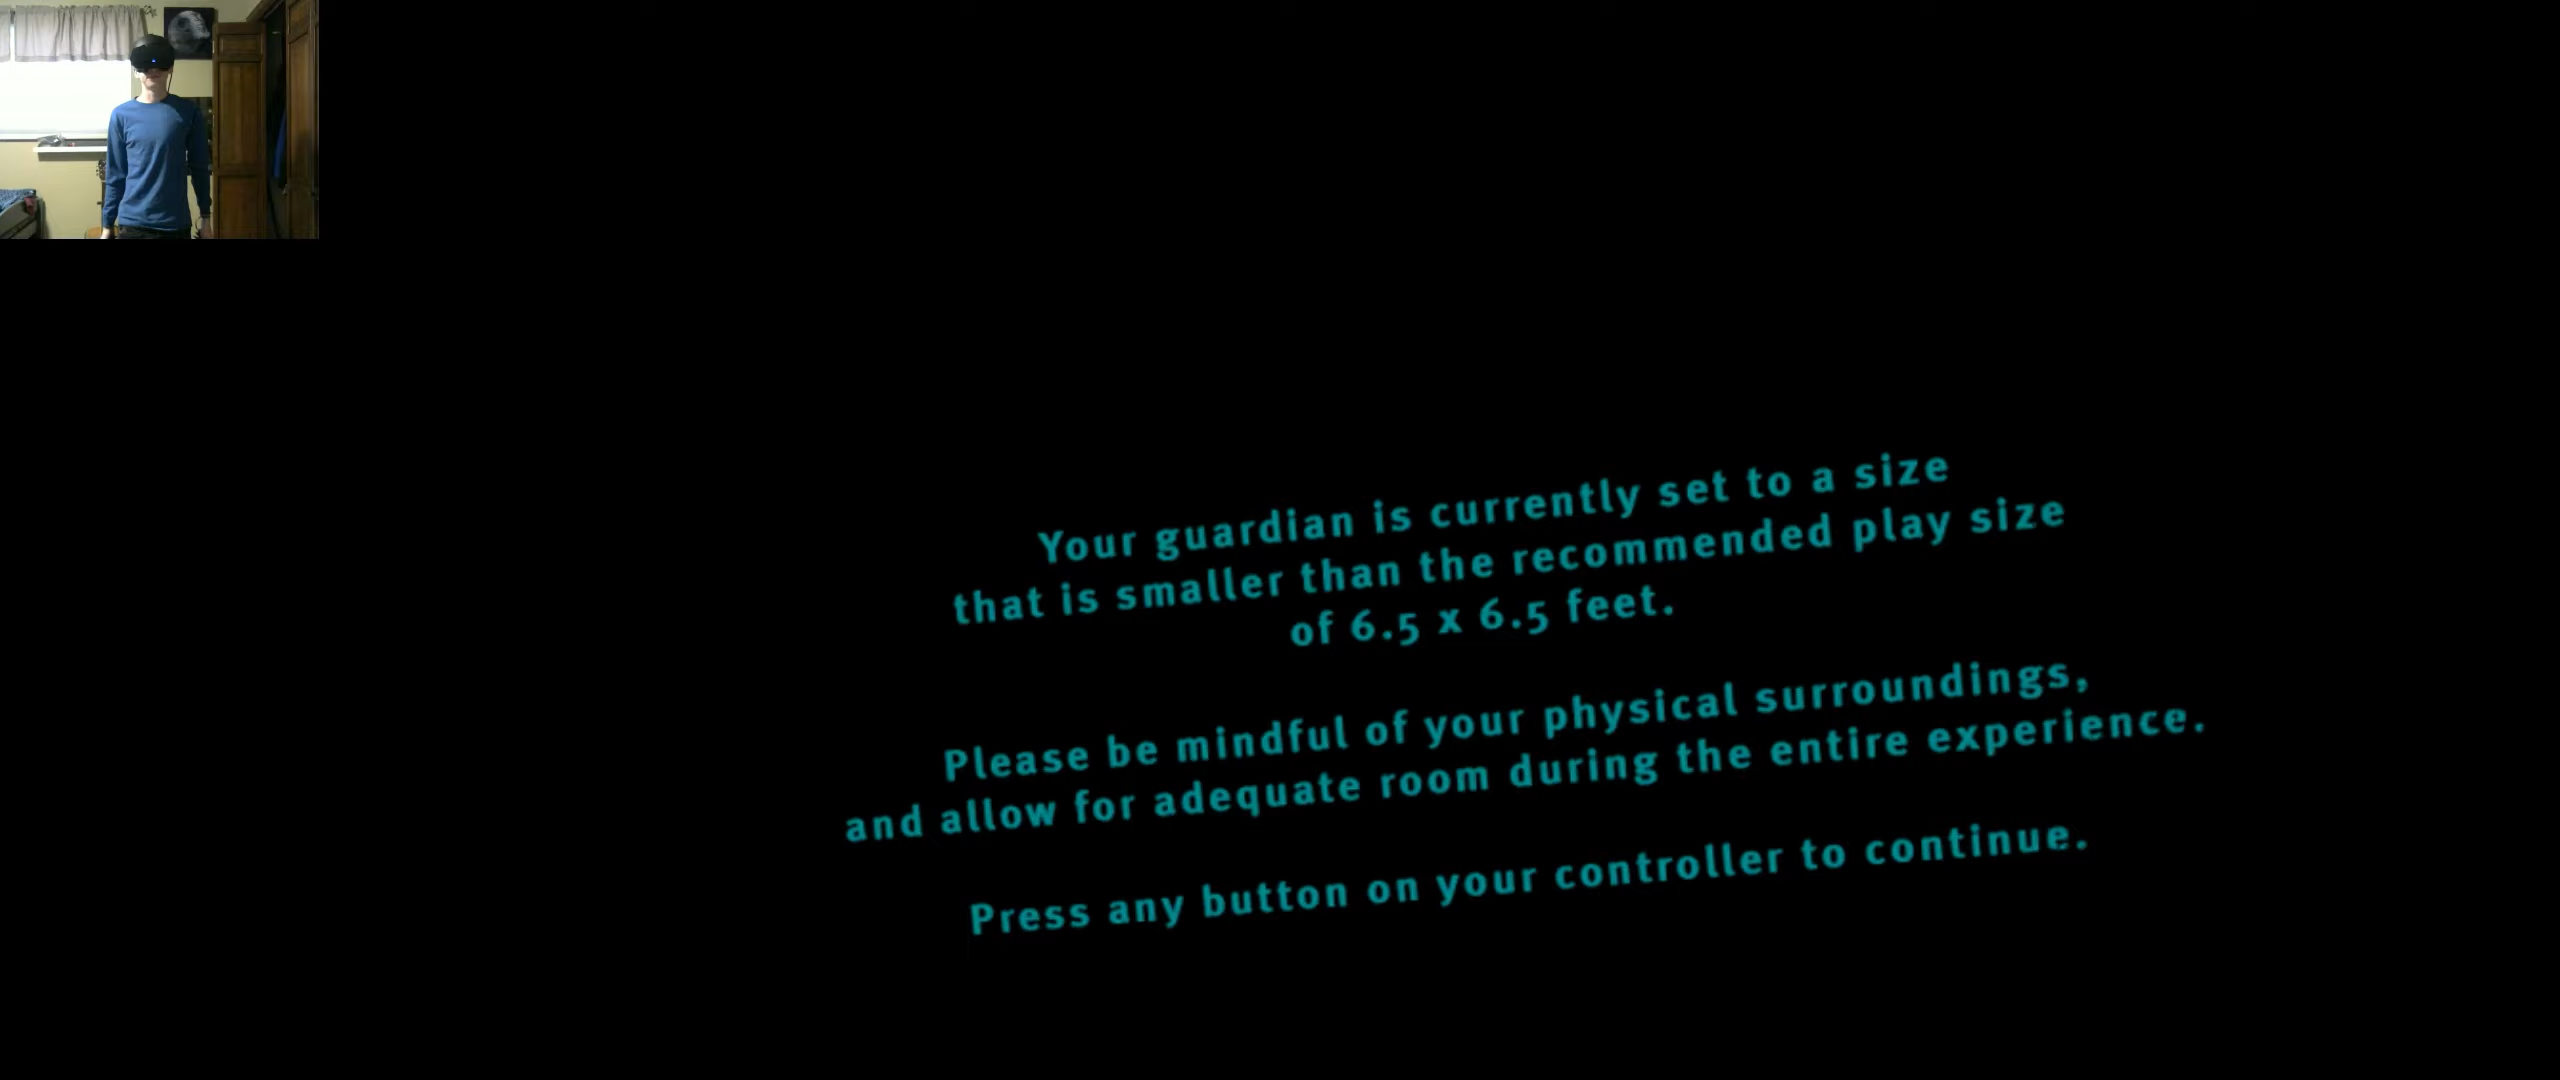 Your guardian is currently set to a size
that is smaller than the recommended play size
of 6.5 x 6.5 feet.
Please be mindful of your physical surroundings,
and allow for adequate room during the entire experience.
Press any button on your controller to continue.